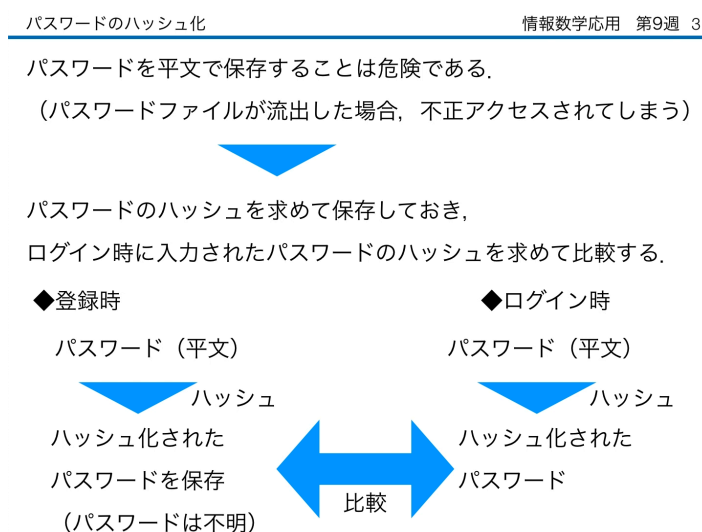 パスワードのハッシュ化
情報数学応用 第9週 3
パスワードを平文で保存することは危険である.
（パスワードファイルが流出した場合，不正アクセスされてしまう）
パスワードのハッシュを求めて保存しておき，
ログイン時に入力されたパスワードのハッシュを求めて比較する.
◆登録時
パスワード（平文）
ハッシュ
ハッシュ化された
パスワードを保存
（パスワードは不明）
比較
◆ログイン時
パスワード（平文）
ハッシュ
ハッシュ化された
パスワード